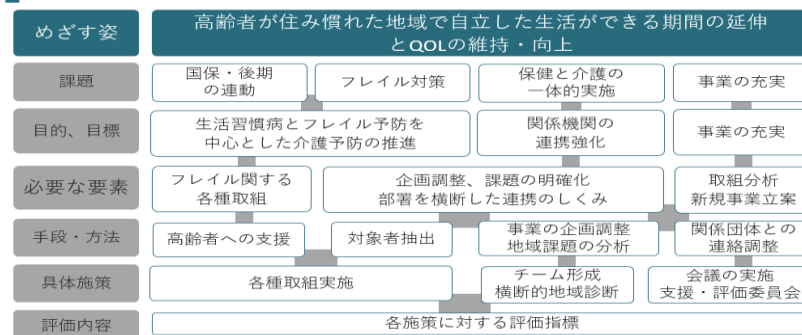 めざす姿
高齢者が住み慣れた地域で自立した生活ができる期間の延伸
とQOLの維持・向上
課題
国保・後期
の連動
フレイル対策
保健と介護の
一体的実施
事業の充実
目的、目標
生活習慣病とフレイル予防を
中心とした介護予防の推進
関係機関の
連携強化
事業の充実
必要な要素
フレイル関する
各種取組
企画調整、課題の明確化
部署を横断した連携のしくみ
取組分析
新規事業立案
手段・方法
高齢者への支援
対象者抽出
事業の企画調整
地域課題の分析
関係団体との
連絡調整
具体施策
各種取組実施
チーム形成
横断的地域診断
会議の実施
支援・評価委員会
評価内容
各施策に対する評価指標